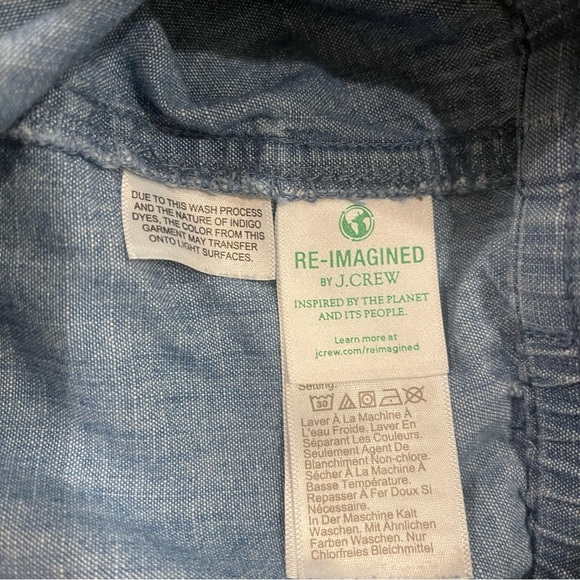 DUE TO THIS WASH PROCESS
AND THE NATURE OF INDIGO
DYES, THE COLOR FROM THIS
GARMENT MAY TRANSFER
ONTO LIGHT SURFACES.
RE-IMAGINED
BY J.CREW
INSPIRED BY THE PLANET
AND ITS PEOPLE.
Learn more at
jcrew.com/reimagined
Setting.
30
Laver À La Machine À
L'eau Froide. Laver En
Séparant Les Couleurs.
Seulement Agent De
Blanchiment Non-chlore.
Sécher À La Machine À
Basse Température.
Repasser À Fer Doux Si
Nécessaire.
In Der Maschine Kalt
Waschen. Mit Ähnlichen
Farben Waschen. Nur
Chlorfreies Bleichmittel